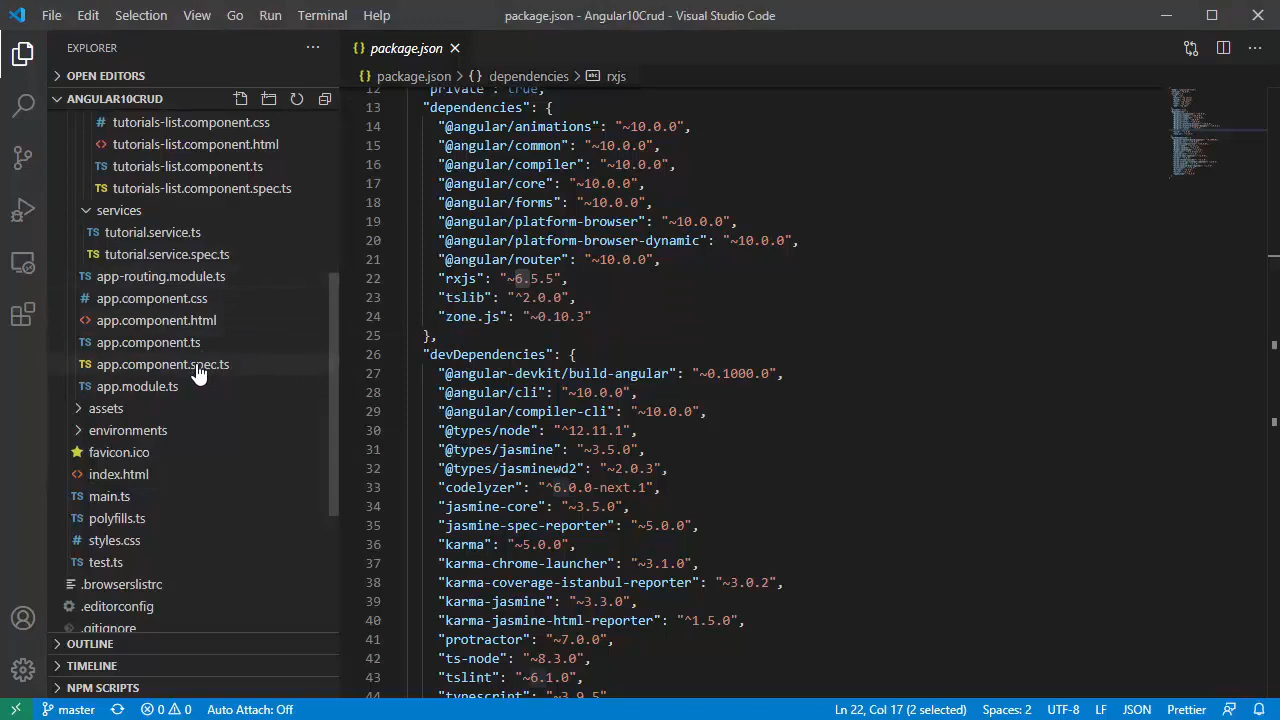 File Edit Selection View Go Run Terminal Help
package.json - Angular10Crud - Visual Studio Code
EXPLORER
OPEN EDITORS
ANGULAR10CRUD
tutorials-list.component.css
tutorials-list.component.html
tutorials-list.component.ts
tutorials-list.component.spec.ts
services
tutorial.service.ts
tutorial.service.spec.ts
app-routing.module.ts
app.component.css
app.component.html
app.component.ts
app.component.spec.ts
app.module.ts
assets
environments
favicon.ico
index.html
main.ts
polyfills.ts
styles.css
test.ts
.browserslistrc
.editorconfig
.gitignore
OUTLINE
TIMELINE
NPM SCRIPTS
package.json
package.json > {} dependencies > rxjs
12 "private": true,
13 "dependencies": {
14 "@angular/animations": "~10.0.0",
15 "@angular/common": "~10.0.0",
16 "@angular/compiler": "~10.0.0",
17 "@angular/core": "~10.0.0",
18 "@angular/forms": "~10.0.0",
19 "@angular/platform-browser": "~10.0.0",
20 "@angular/platform-browser-dynamic": "~10.0.0",
21 "@angular/router": "~10.0.0",
22 "rxjs": "~6.5.5",
23 "tslib": "^2.0.0",
24 "zone.js": "~0.10.3"
25 },
26 "devDependencies": {
27 "@angular-devkit/build-angular": "~0.1000.0",
28 "@angular/cli": "~10.0.0",
29 "@angular/compiler-cli": "~10.0.0",
30 "@types/node": "^12.11.1",
31 "@types/jasmine": "~3.5.0",
32 "@types/jasminewd2": "~2.0.3",
33 "codelyzer": "^6.0.0-next.1",
34 "jasmine-core": "~3.5.0",
35 "jasmine-spec-reporter": "~5.0.0",
36 "karma": "~5.0.0",
37 "karma-chrome-launcher": "~3.1.0",
38 "karma-coverage-istanbul-reporter": "~3.0.2",
39 "karma-jasmine": "~3.3.0",
40 "karma-jasmine-html-reporter": "^1.5.0",
41 "protractor": "~7.0.0",
42 "ts-node": "~8.3.0",
43 "tslint": "~6.1.0",
44 "typescript": "~3.9.5"
master 0 0 Auto Attach: Off Ln 22, Col 17 (2 selected) Spaces: 2 UTF-8 LF JSON Prettier